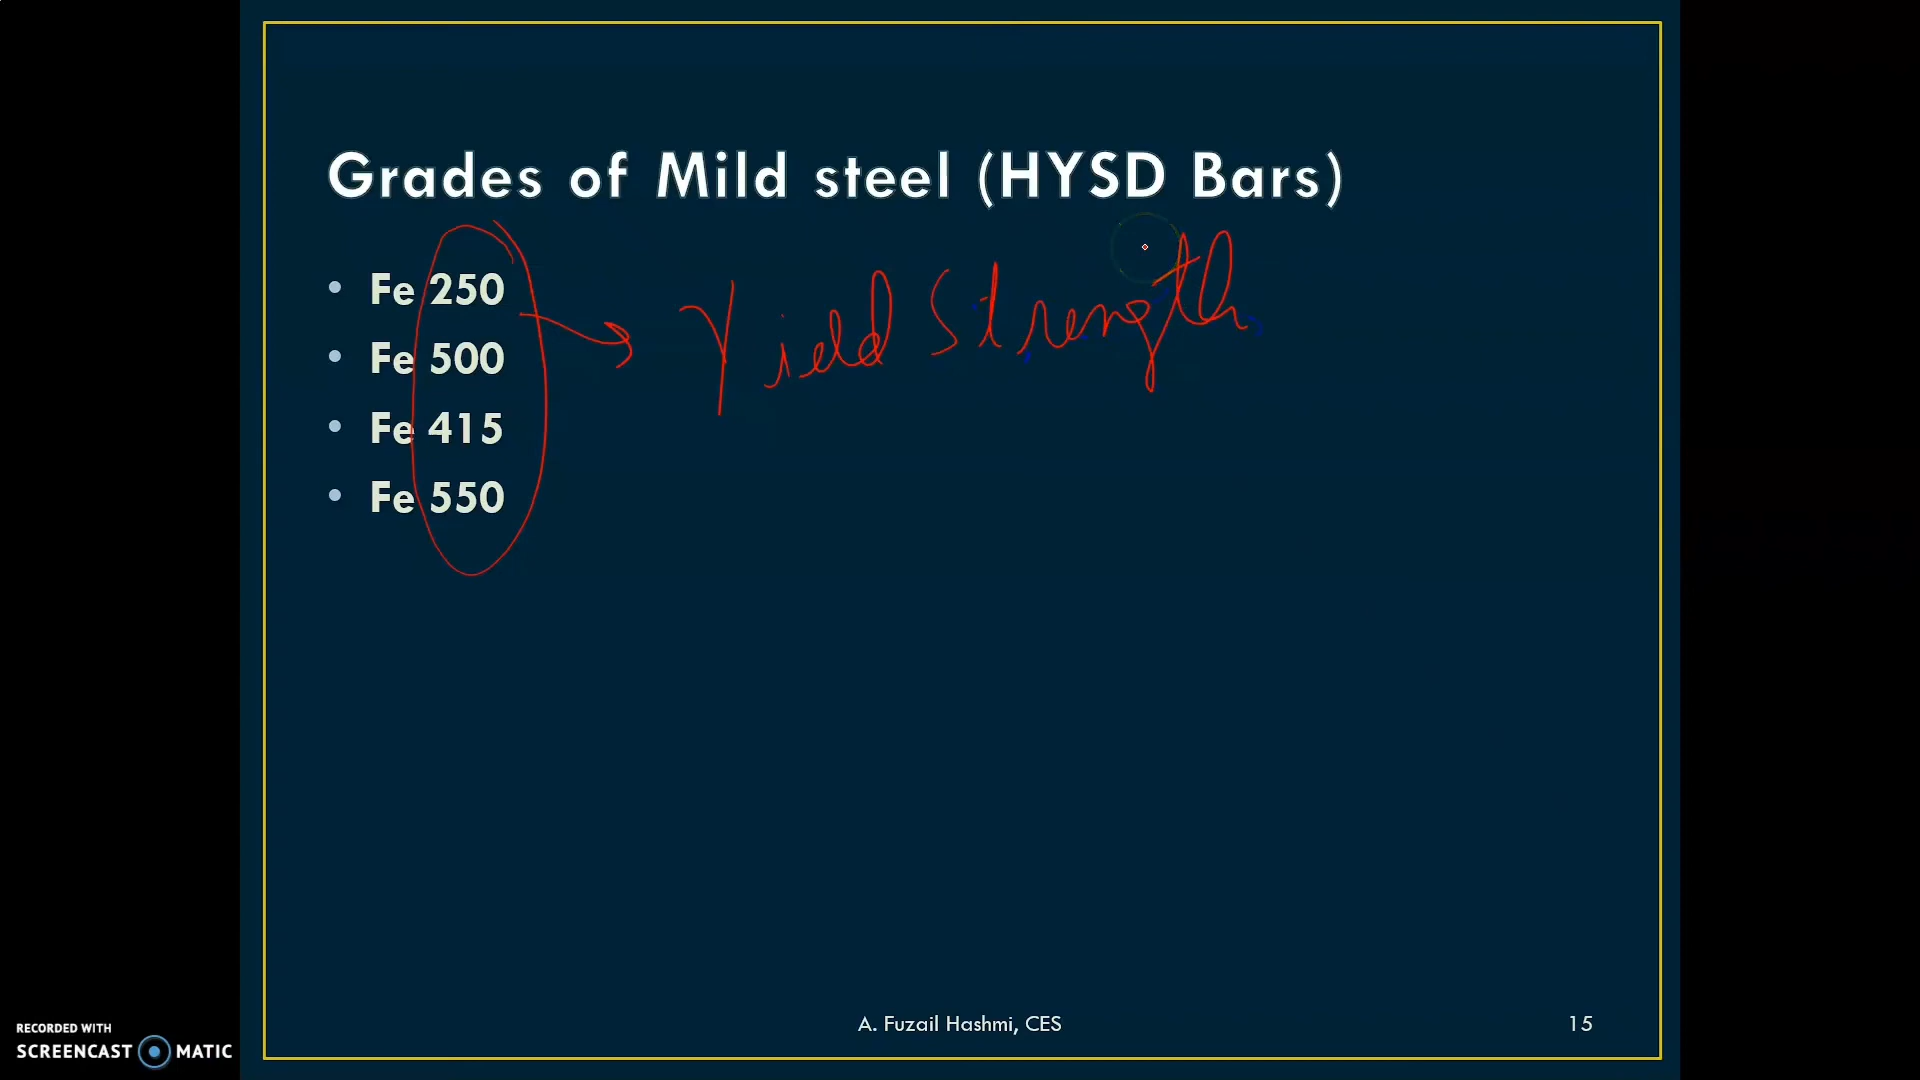 Grades of Mild steel (HYSD Bars)
• Fe 250
• Fe 500
• Fe 415
• Fe 550
Yield Strength
A. Fuzail Hashmi, CES
15
RECORDED WITH
SCREENCAST MATIC